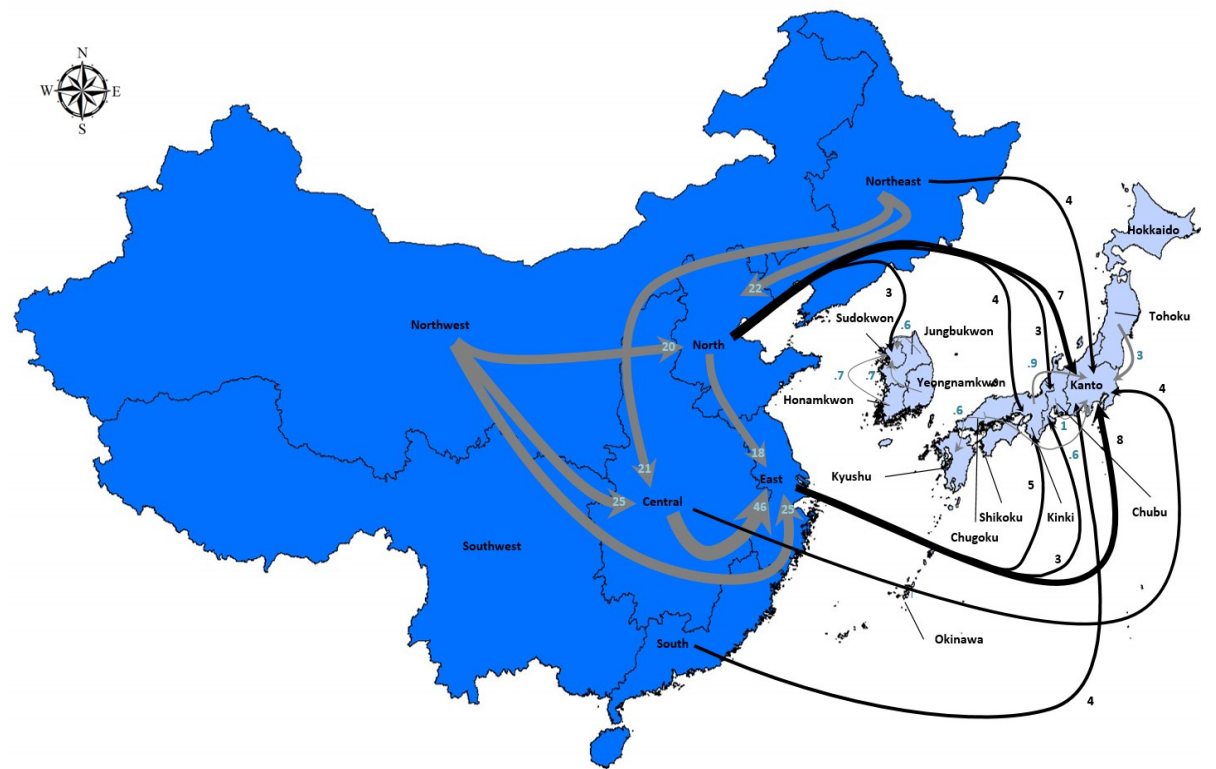 N
W E
S
Northeast
4
Hokkaido
22
3
4
7
Sudokwon
.6
Jungbukwon
Tohoku
Northwest
20
North
3
3
.9
.7
.7
Yeongnamkwon
Kanto
4
Honamkwon
.6
1
8
.6
18
21
East
Kyushu
5
25
Central
46
25
Shikoku
Kinki
Chubu
Chugoku
3
Southwest
Okinawa
South
4